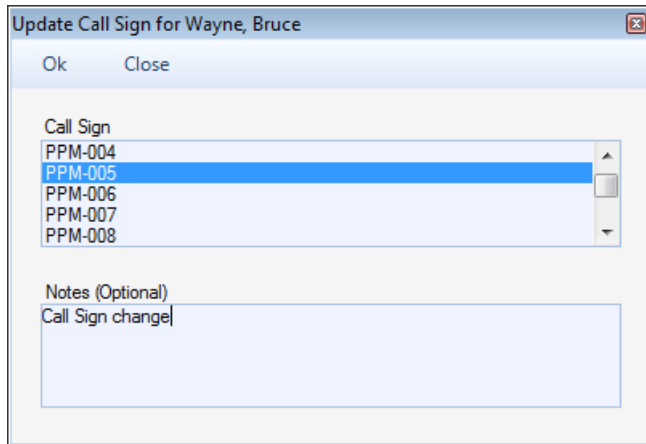 Update Call Sign for Wayne, Bruce
Ok Close
Call Sign
PPM-004
PPM-005
PPM-006
PPM-007
PPM-008
Notes (Optional)
Call Sign change